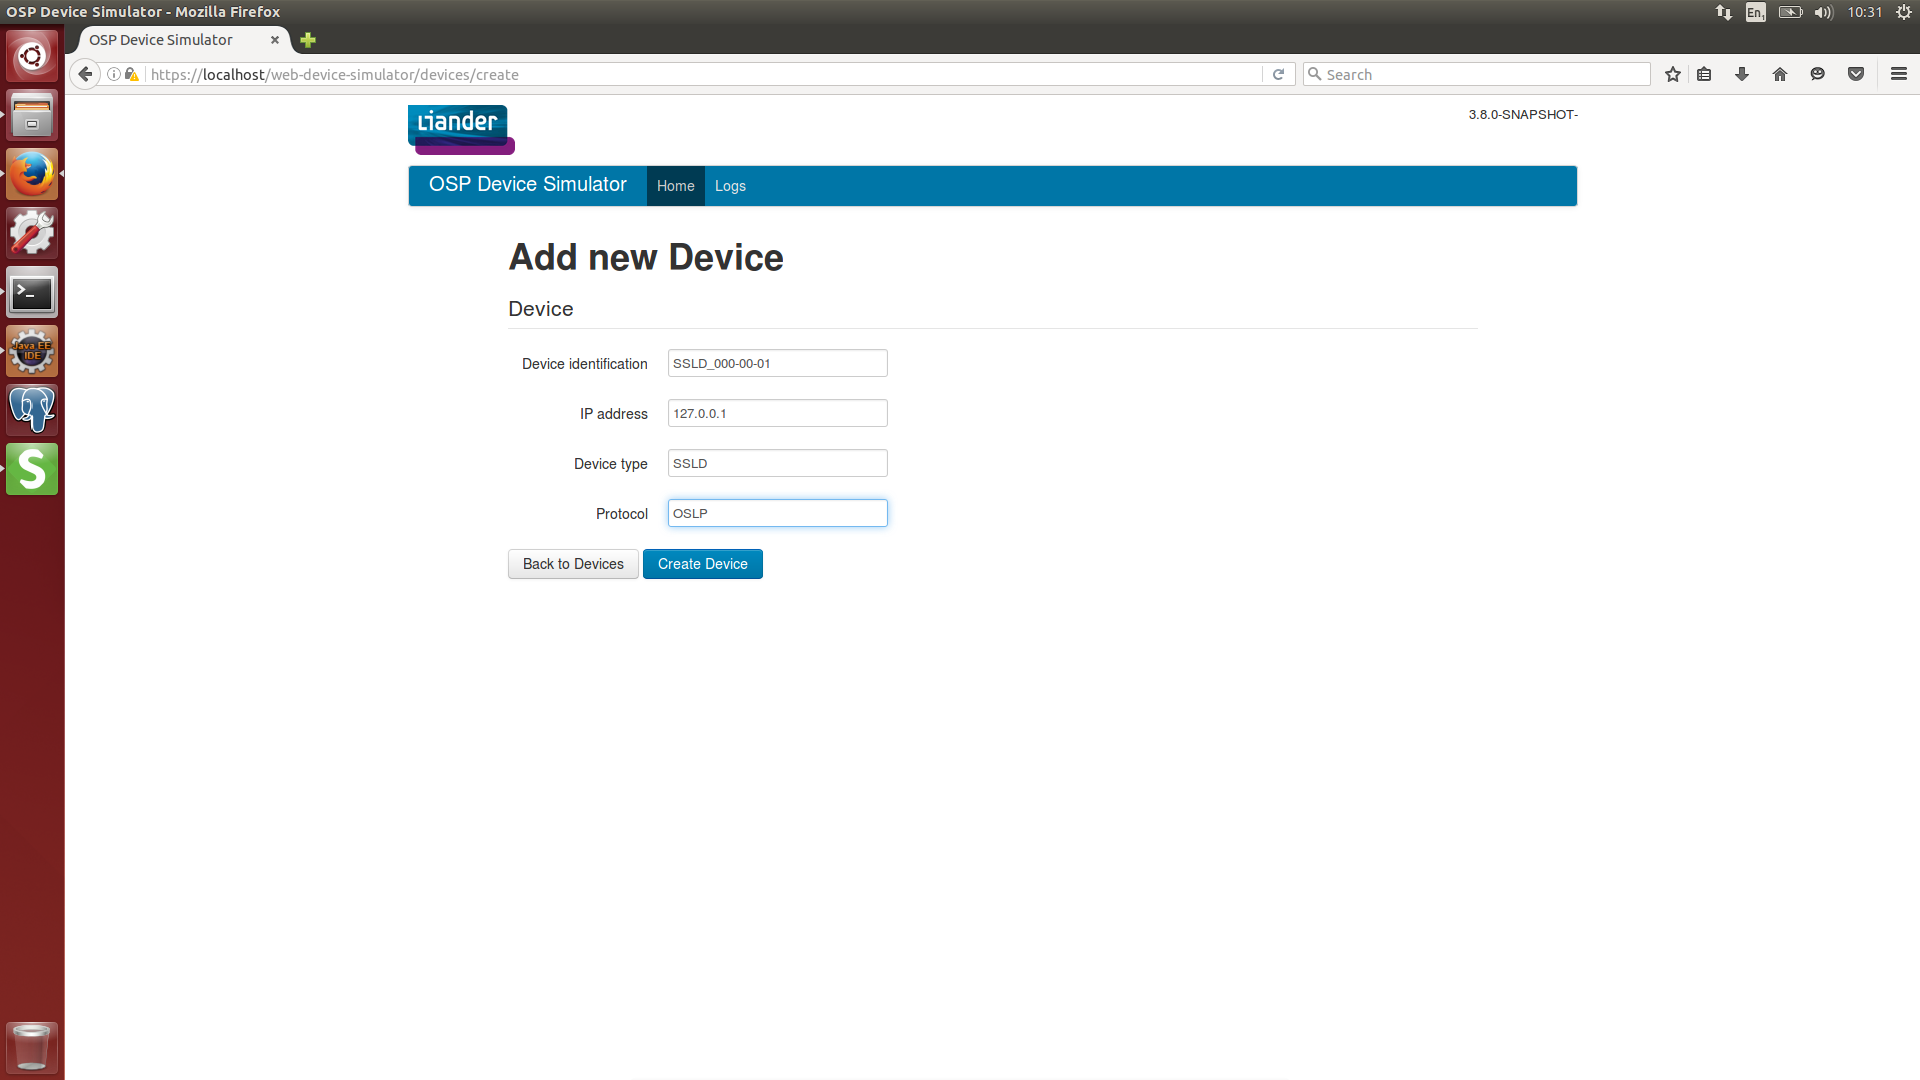 OSP Device Simulator - Mozilla Firefox
En1
10:31
OSP Device Simulator
https://localhost/web-device-simulator/devices/create
Search
Liander
3.8.0-SNAPSHOT-
OSP Device Simulator
Home
Logs
Add new Device
Device
Device identification SSLD_000-00-01
IP address 127.0.0.1
Device type SSLD
Protocol OSLP
Back to Devices
Create Device
Java EE
IDE
S